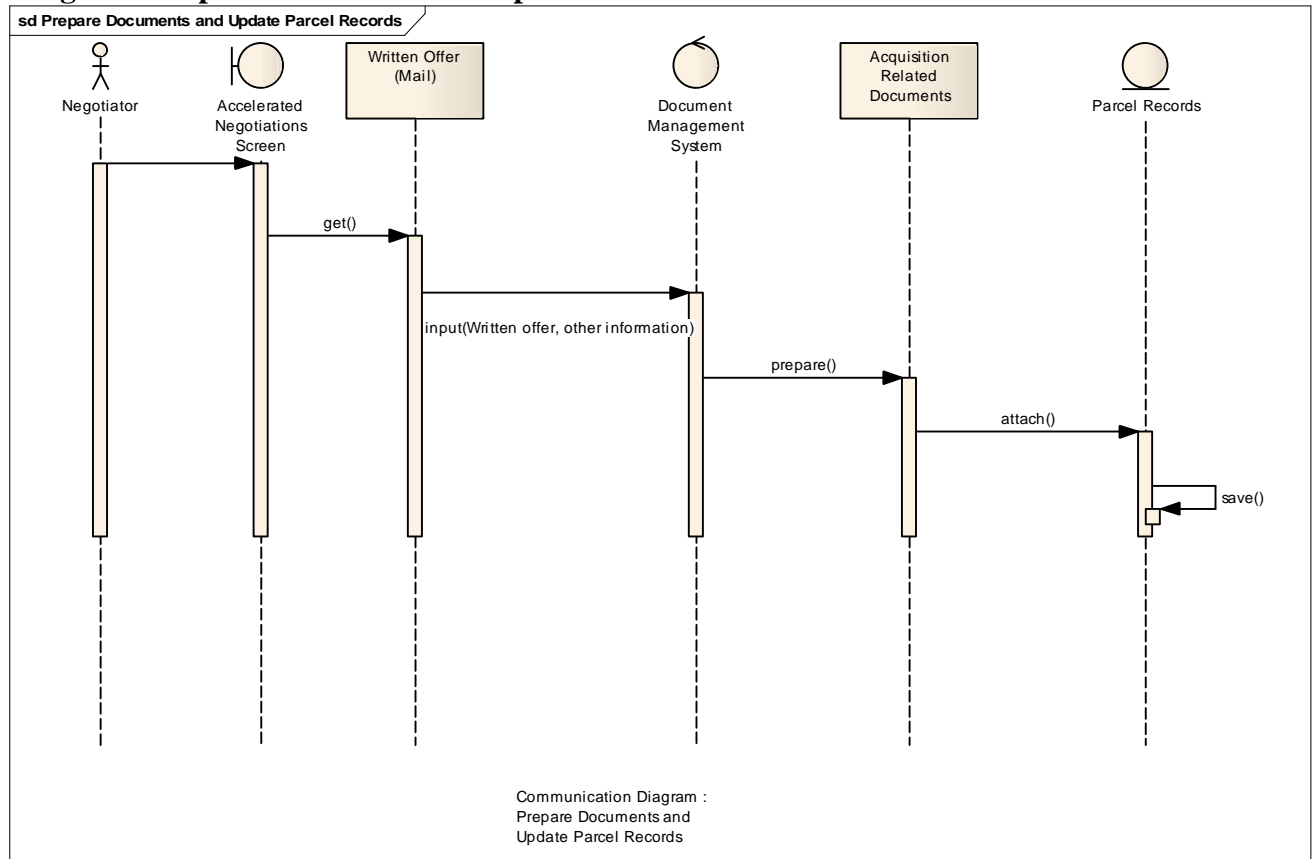 sd Prepare Documents and Update Parcel Records
Negotiator
Accelerated
Negotiations
Screen
Written Offer
(Mail)
Document
Management
System
Acquisition
Related
Documents
Parcel Records
get()
input(Written offer, other information)
prepare()
attach()
save()
Communication Diagram :
Prepare Documents and
Update Parcel Records